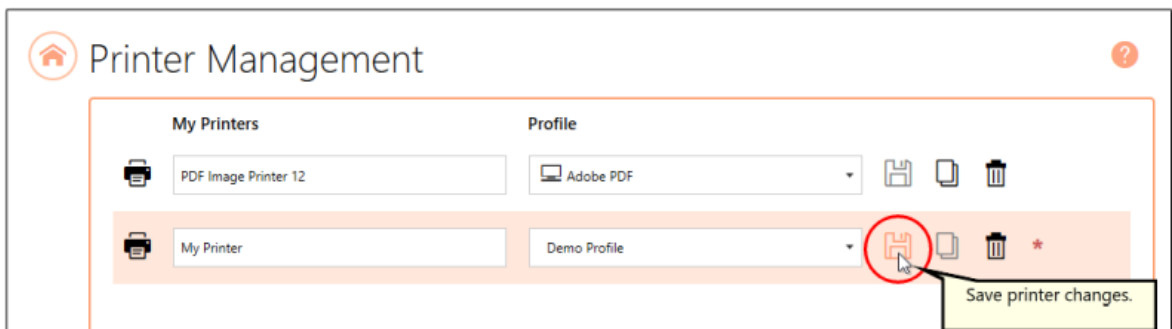 Printer Management
?
My Printers Profile
PDF Image Printer 12 Adobe PDF
My Printer Demo Profile *
Save printer changes.